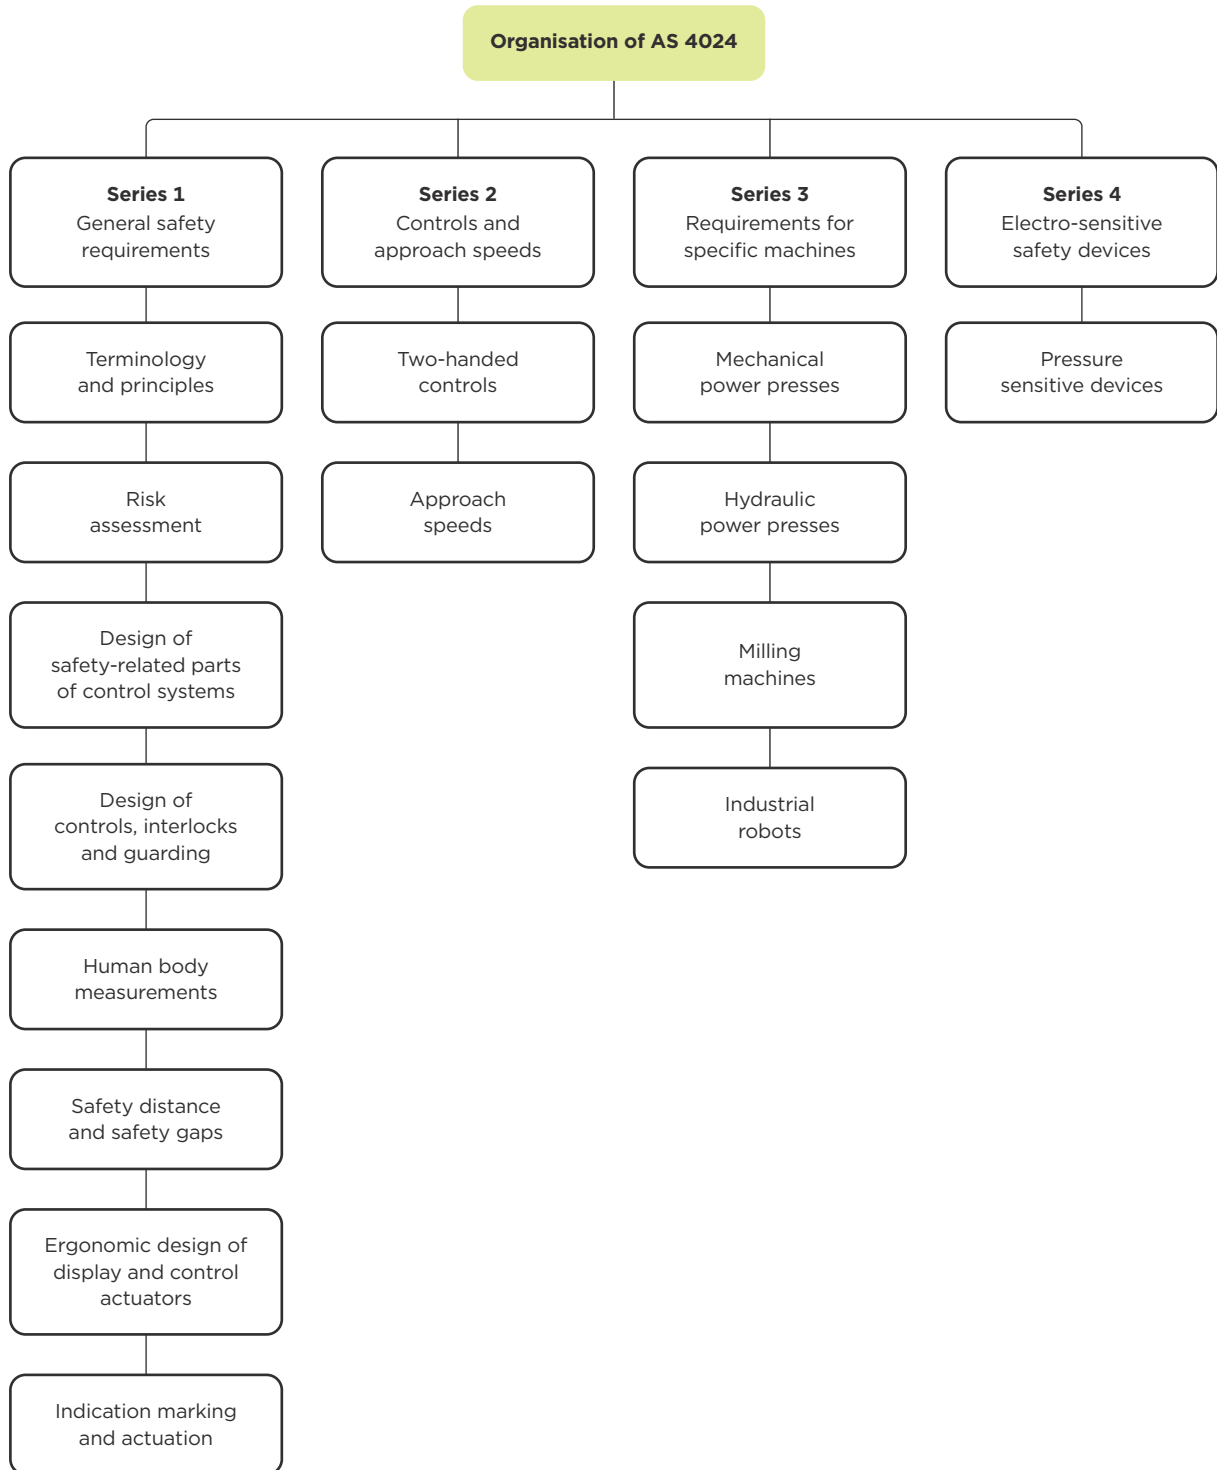 Organisation of AS 4024
Series 1
General safety
requirements
Terminology
and principles
Risk
assessment
Design of
safety-related parts
of control systems
Design of
controls, interlocks
and guarding
Human body
measurements
Safety distance
and safety gaps
Ergonomic design of
display and control
actuators
Indication marking
and actuation
Series 2
Controls and
approach speeds
Two-handed
controls
Approach
speeds
Series 3
Requirements for
specific machines
Mechanical
power presses
Hydraulic
power presses
Milling
machines
Industrial
robots
Series 4
Electro-sensitive
safety devices
Pressure
sensitive devices